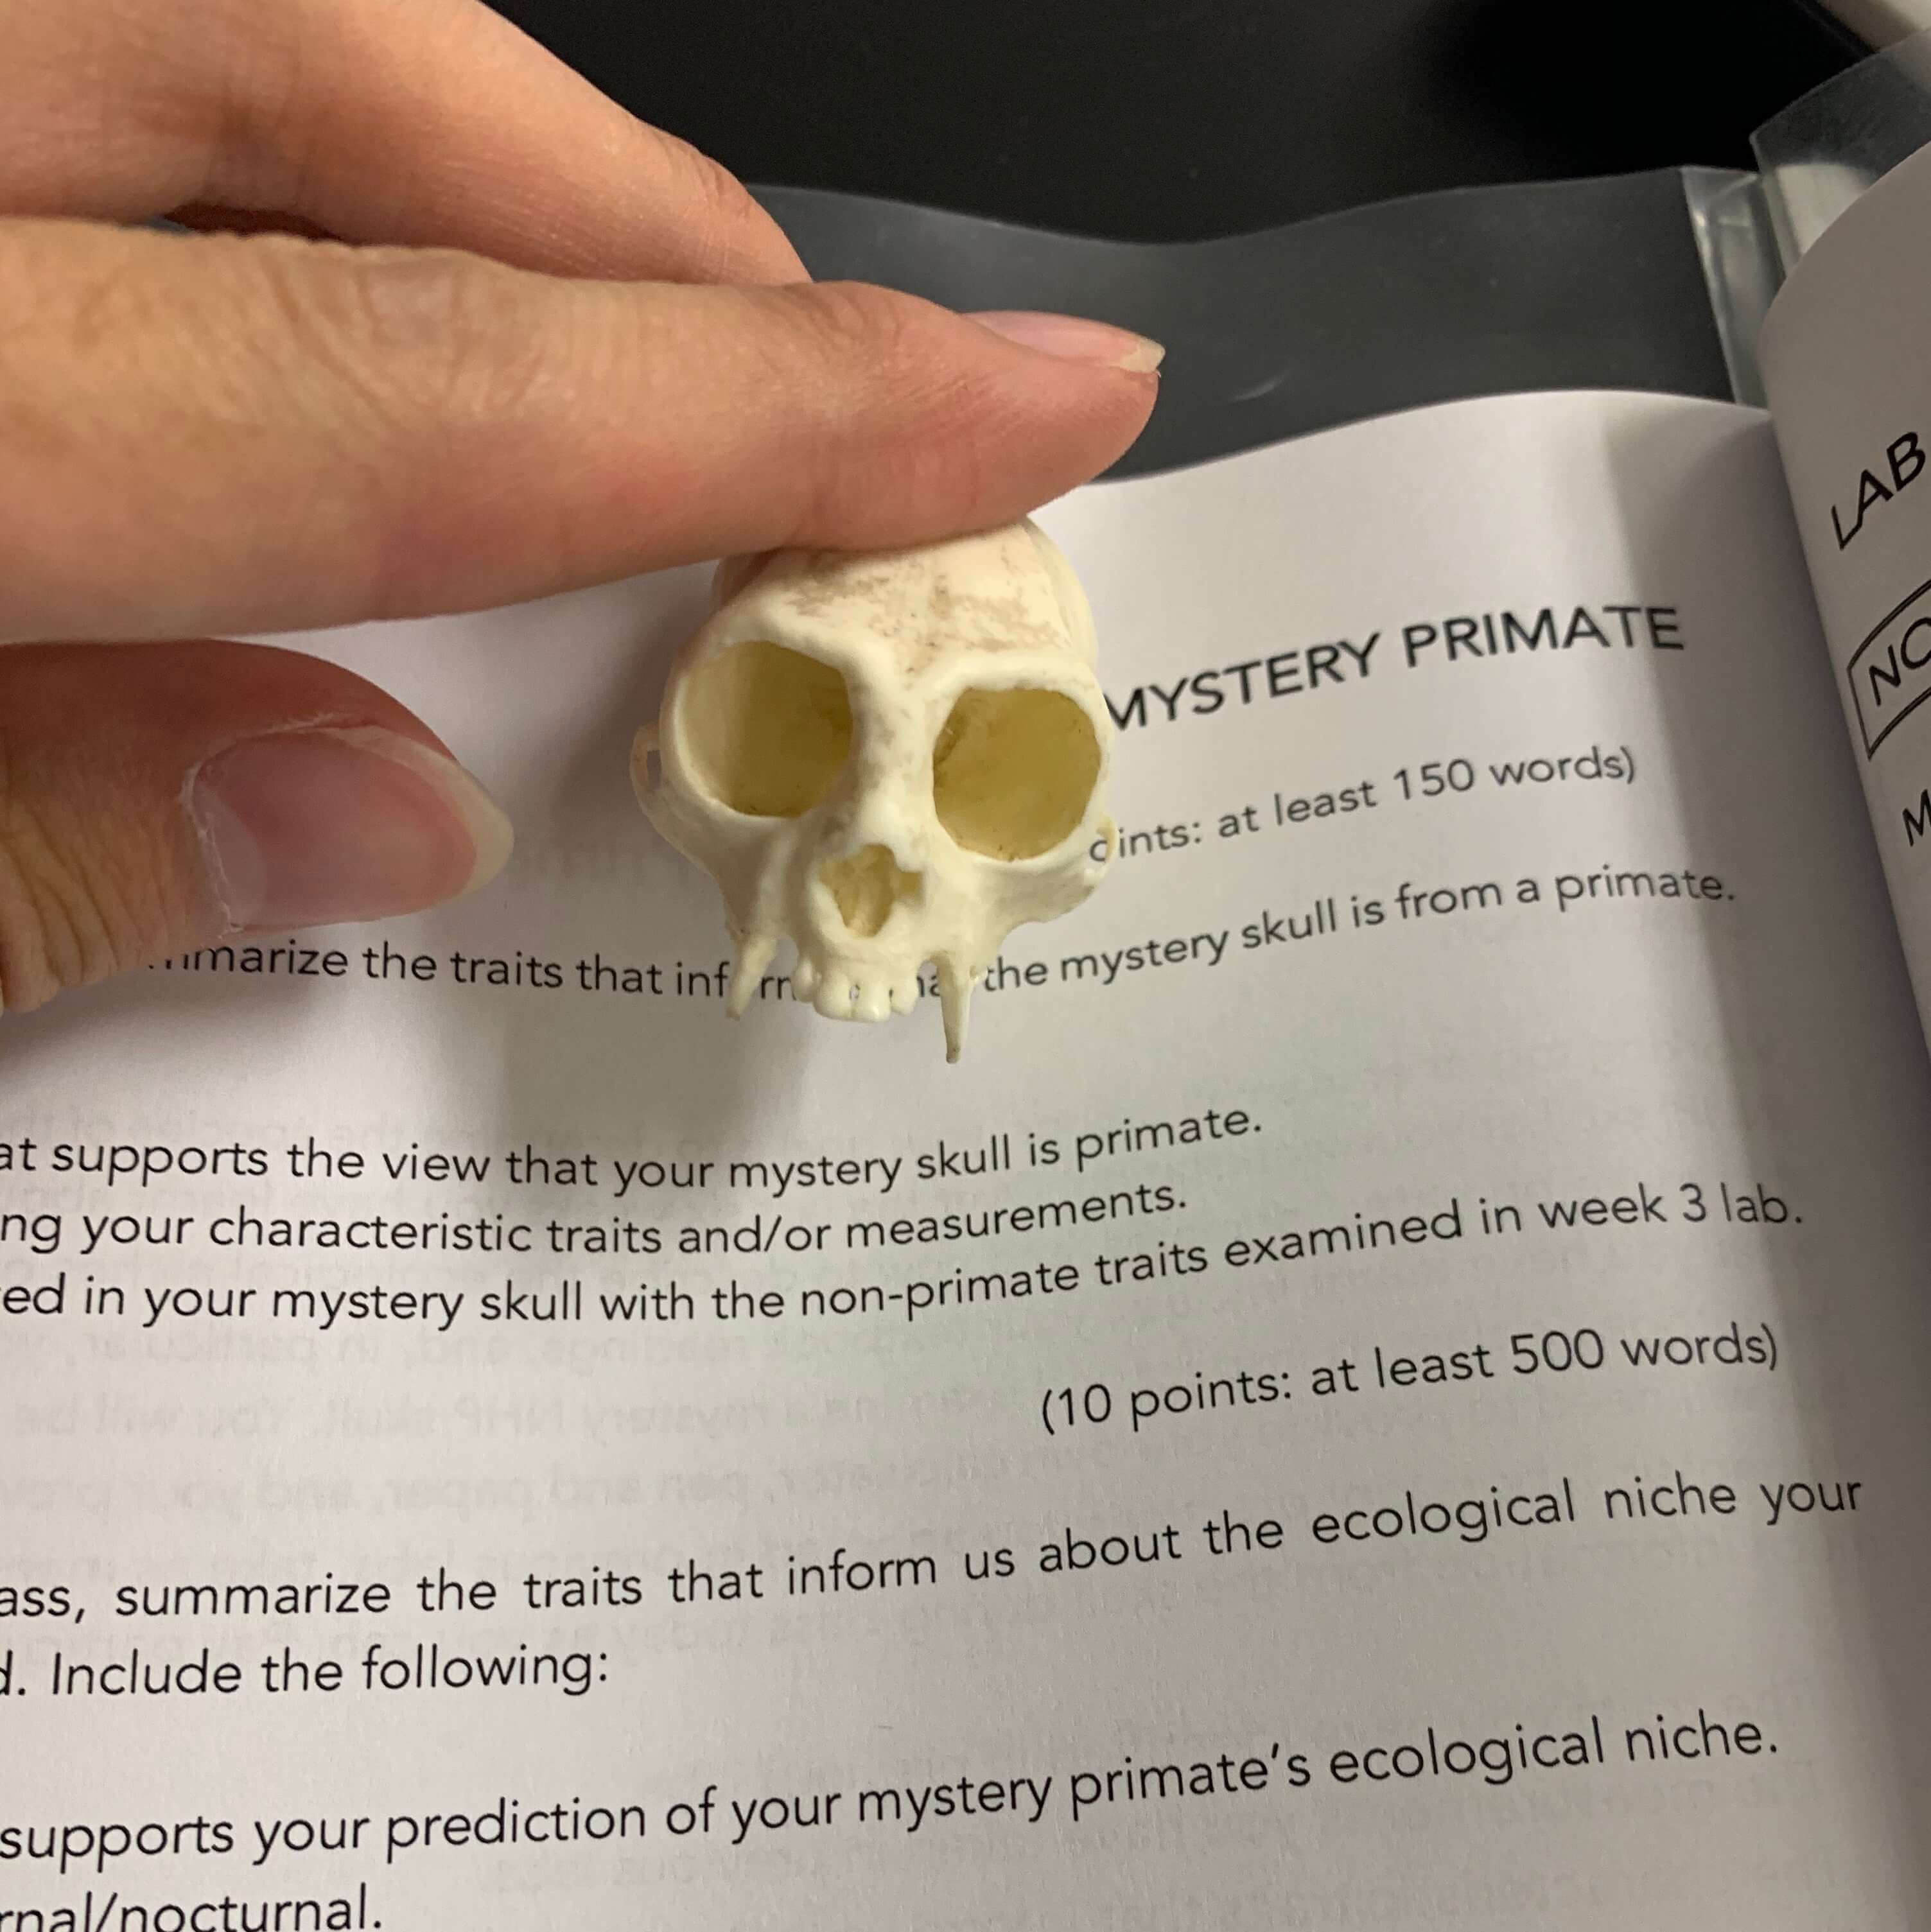 MYSTERY PRIMATE
ints: at least 150 words)
marize the traits that inf the mystery skull is from a primate.
at supports the view that your mystery skull is primate.
ng your characteristic traits and/or measurements.
ed in your mystery skull with the non-primate traits examined in week 3 lab.
(10 points: at least 500 words)
ass, summarize the traits that inform us about the ecological niche your
d. Include the following:
supports your prediction of your mystery primate's ecological niche.
rnal/nocturnal.
LAB
NO
M